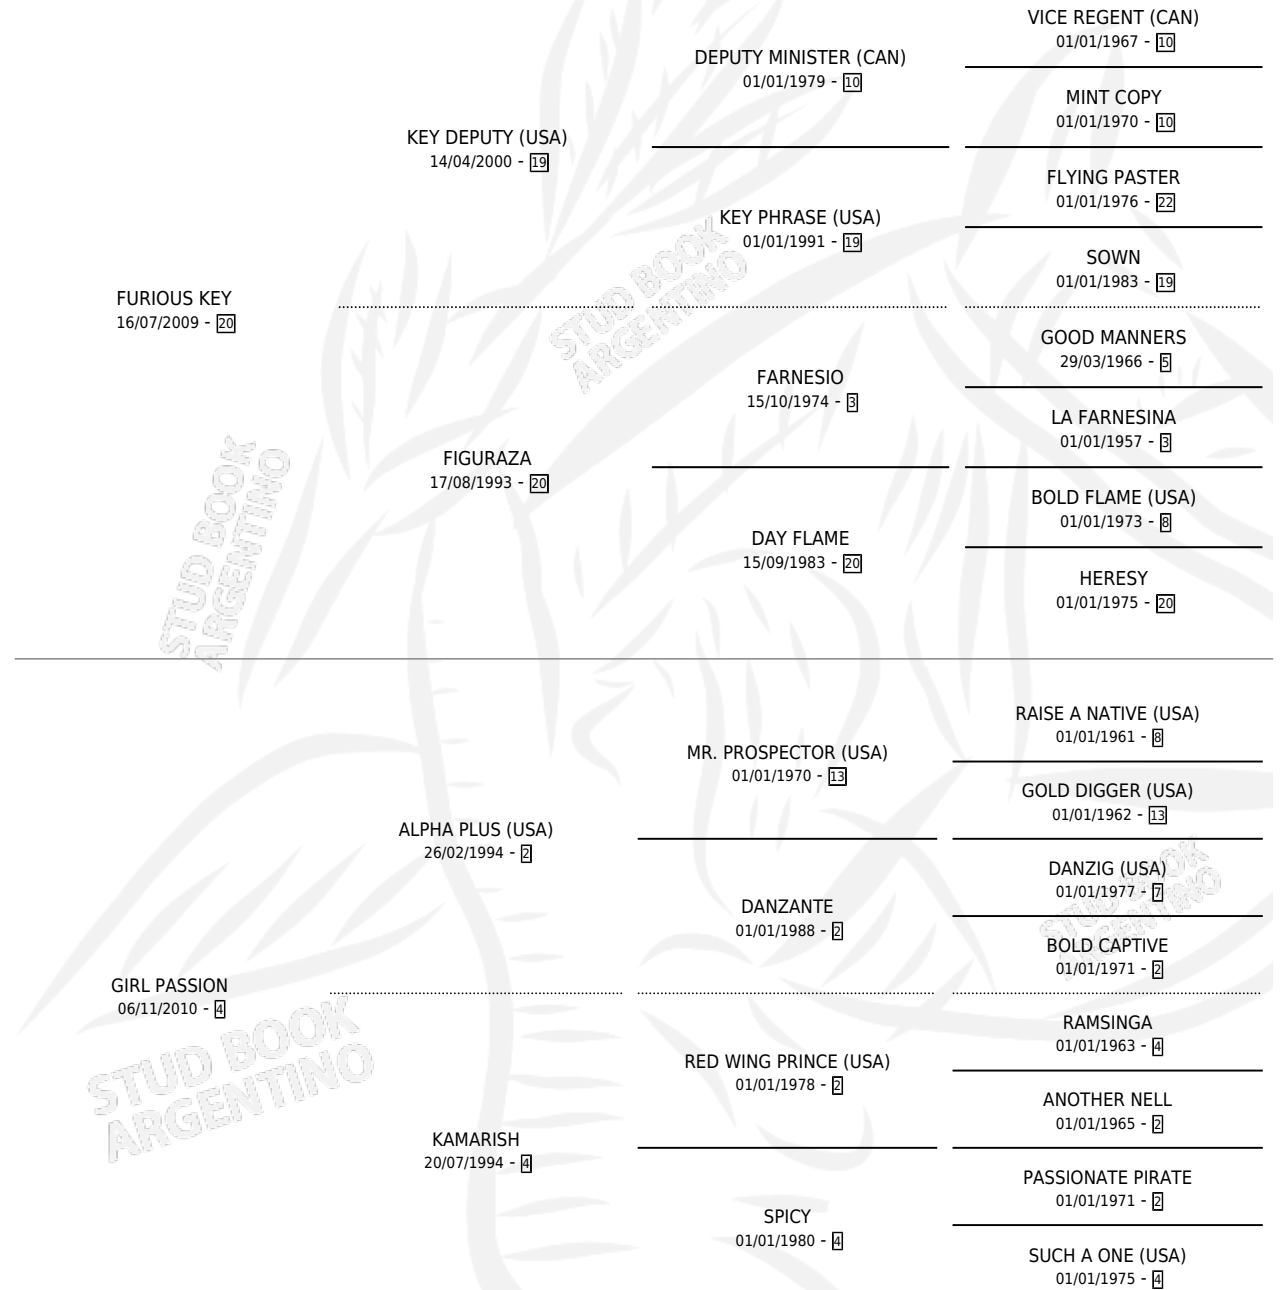 VICE REGENT (CAN)
01/01/1967 - 10
DEPUTY MINISTER (CAN)
01/01/1979 - 10
MINT COPY
01/01/1970 - 10
KEY DEPUTY (USA)
14/04/2000 - 19
FLYING PASTER
01/01/1976 - 22
KEY PHRASE (USA)
01/01/1991 - 19
SOWN
01/01/1983 - 19
STUD BOOK
ARGENTINO
FURIOUS KEY
16/07/2009 - 20
GOOD MANNERS
29/03/1966 - 5
FARNESIO
15/10/1974 - 3
LA FARNESINA
01/01/1957 - 3
FIGURAZA
17/08/1993 - 20
BOLD FLAME (USA)
01/01/1973 - 8
DAY FLAME
15/09/1983 - 20
HERESY
01/01/1975 - 20
STUD BOOK
ARGENTINO
RAISE A NATIVE (USA)
01/01/1961 - 8
MR. PROSPECTOR (USA)
01/01/1970 - 13
GOLD DIGGER (USA)
01/01/1962 - 13
ALPHA PLUS (USA)
26/02/1994 - 2
DANZIG (USA)
01/01/1977 - 7
DANZANTE
01/01/1988 - 2
BOLD CAPTIVE
01/01/1971 - 2
STUD BOOK
ARGENTINO
GIRL PASSION
06/11/2010 - 4
RAMSINGA
01/01/1963 - 4
RED WING PRINCE (USA)
01/01/1978 - 2
ANOTHER NELL
01/01/1965 - 2
STUD BOOK
ARGENTINO
KAMARISH
20/07/1994 - 4
PASSIONATE PIRATE
01/01/1971 - 2
SPICY
01/01/1980 - 4
SUCH A ONE (USA)
01/01/1975 - 4